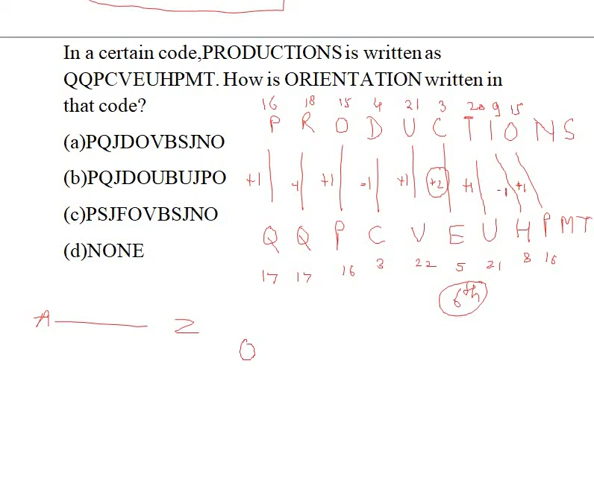 In a certain code,PRODUCTIONS is written as
QQPCVEUHPMT. How is ORIENTATION written in
that code?
16 18 15 4 21 3 20 9 15
P R O D U C T I O N S
(a)PQJDOVBSJNO
(b)PQJDOUBUJPO
+1 -1 +1 -1 +1 +2 +1 -1 +1
(c)PSJFOVBSJNO
Q Q P C V E U H P M T
(d)NONE
17 17 16 3 22 5 21 8 16
6th
A Z
O